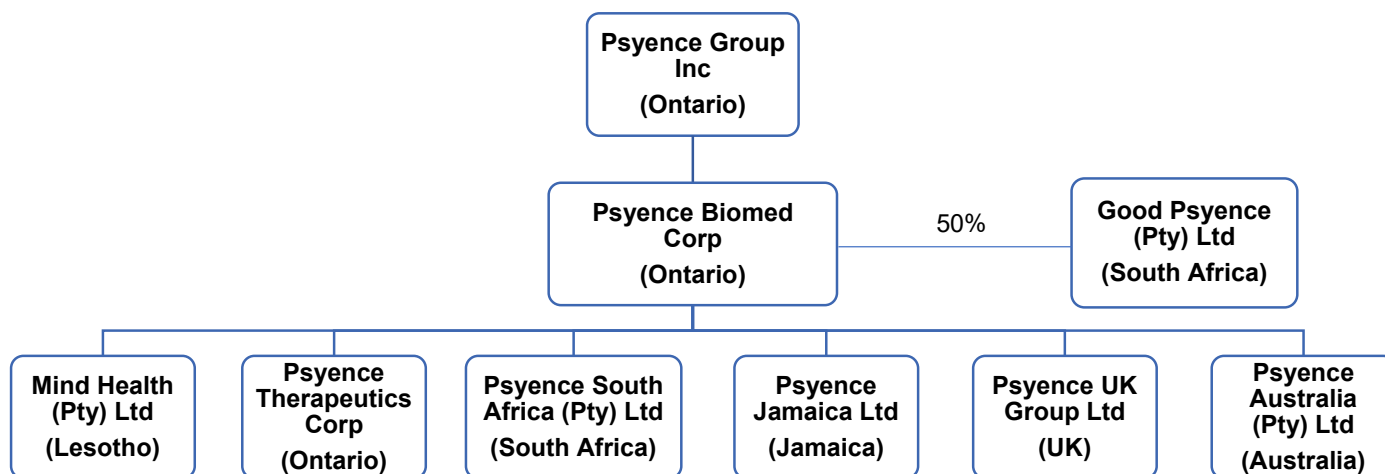 Psyence Group
Inc
(Ontario)
Psyence Biomed
Corp
(Ontario)
50%
Good Psyence
(Pty) Ltd
(South Africa)
Mind Health
(Pty) Ltd
(Lesotho)
Psyence
Therapeutics
Corp
(Ontario)
Psyence South
Africa (Pty) Ltd
(South Africa)
Psyence
Jamaica Ltd
(Jamaica)
Psyence UK
Group Ltd
(UK)
Psyence
Australia
(Pty) Ltd
(Australia)